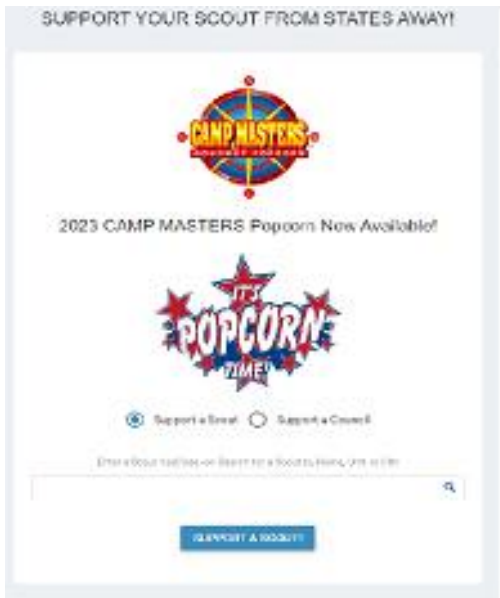 SUPPORT YOUR SCOUT FROM STATES AWAY!
CAMP MASTERS
2023 CAMP MASTERS Popcorn Now Available!
IT'S
POPCORN
TIME!
Support a Scout Support a Council
SUPPORT A SCOUT!